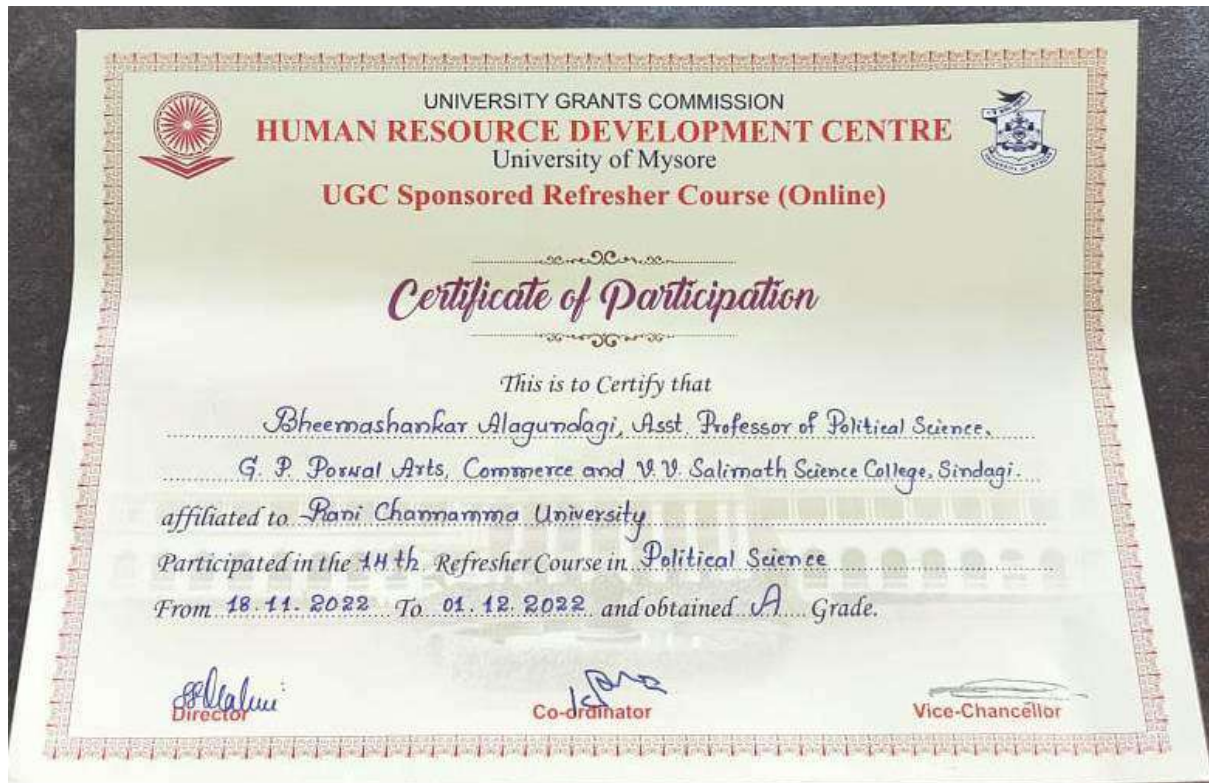 UNIVERSITY GRANTS COMMISSION
HUMAN RESOURCE DEVELOPMENT CENTRE
University of Mysore
UGC Sponsored Refresher Course (Online)
Certificate of Participation
This is to Certify that
Bheemashankar Alagundagi, Asst. Professor of Political Science.
G. P. Porwal Arts, Commerce and V.V. Salimath Science College, Sindagi.
affiliated to Rani Channamma University
Participated in the 14th Refresher Course in Political Science
From 18.11.2022 To 01.12.2022 and obtained A Grade.
Director Co-ordinator Vice-Chancellor